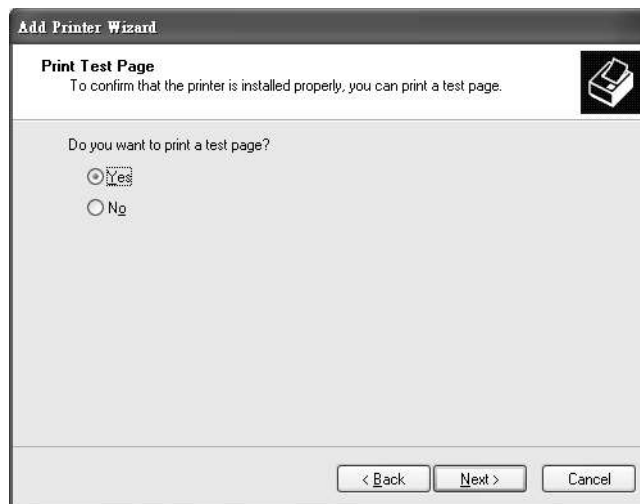 Add Printer Wizard
Print Test Page
To confirm that the printer is installed properly, you can print a test page.
Do you want to print a test page?
Yes
No
< Back
Next >
Cancel